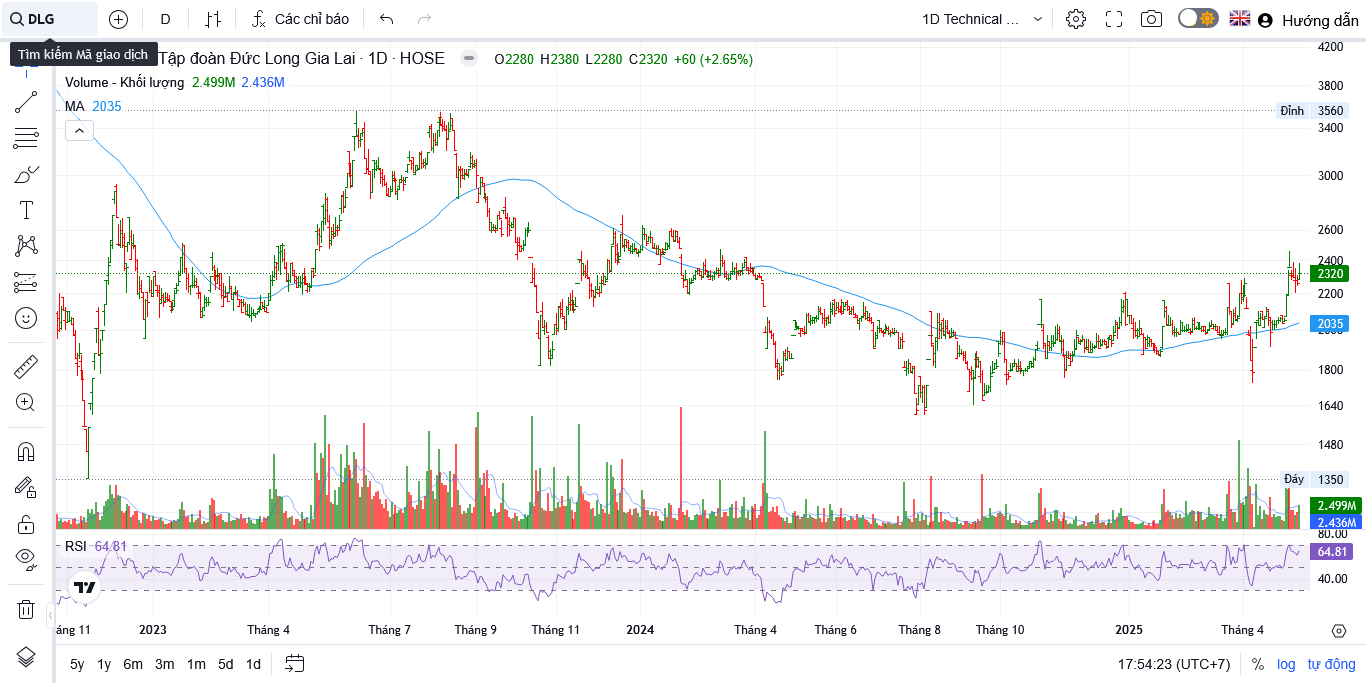 DLG
D
Các chỉ báo
1D Technical ...
Hướng dẫn
Tìm kiếm Mã giao dịch
Tập đoàn Đức Long Gia Lai · 1D · HOSE
O2280 H2380 L2280 C2320 +60 (+2.65%)
Volume - Khối lượng 2.499M 2.436M
MA 2035
4200
3800
Đỉnh 3560
3400
3000
2600
2400
2320
2200
2035
2000
1800
1640
1480
Đáy 1350
2.499M
2.436M
80.00
RSI 64.81
64.81
40.00
áng 11 2023 Tháng 4 Tháng 7 Tháng 9 Tháng 11 2024 Tháng 4 Tháng 6 Tháng 8 Tháng 10 2025 Tháng 4
5y 1y 6m 3m 1m 5d 1d
17:54:23 (UTC+7) % log tự động